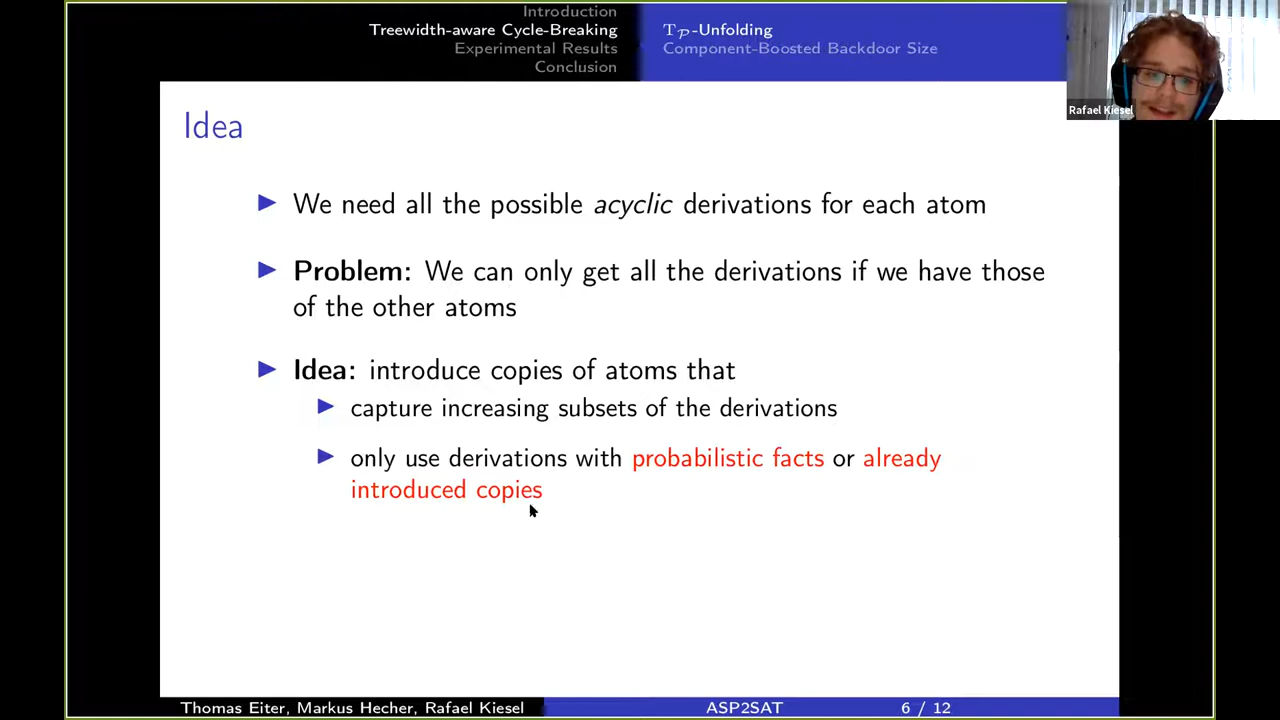 Introduction
Treewidth-aware Cycle-Breaking
Experimental Results
Conclusion
T𝒫-Unfolding
Component-Boosted Backdoor Size
Rafael Kiesel
Idea
We need all the possible acyclic derivations for each atom
Problem: We can only get all the derivations if we have those
of the other atoms
Idea: introduce copies of atoms that
capture increasing subsets of the derivations
only use derivations with probabilistic facts or already
introduced copies
Thomas Eiter, Markus Hecher, Rafael Kiesel
ASP2SAT
6 / 12